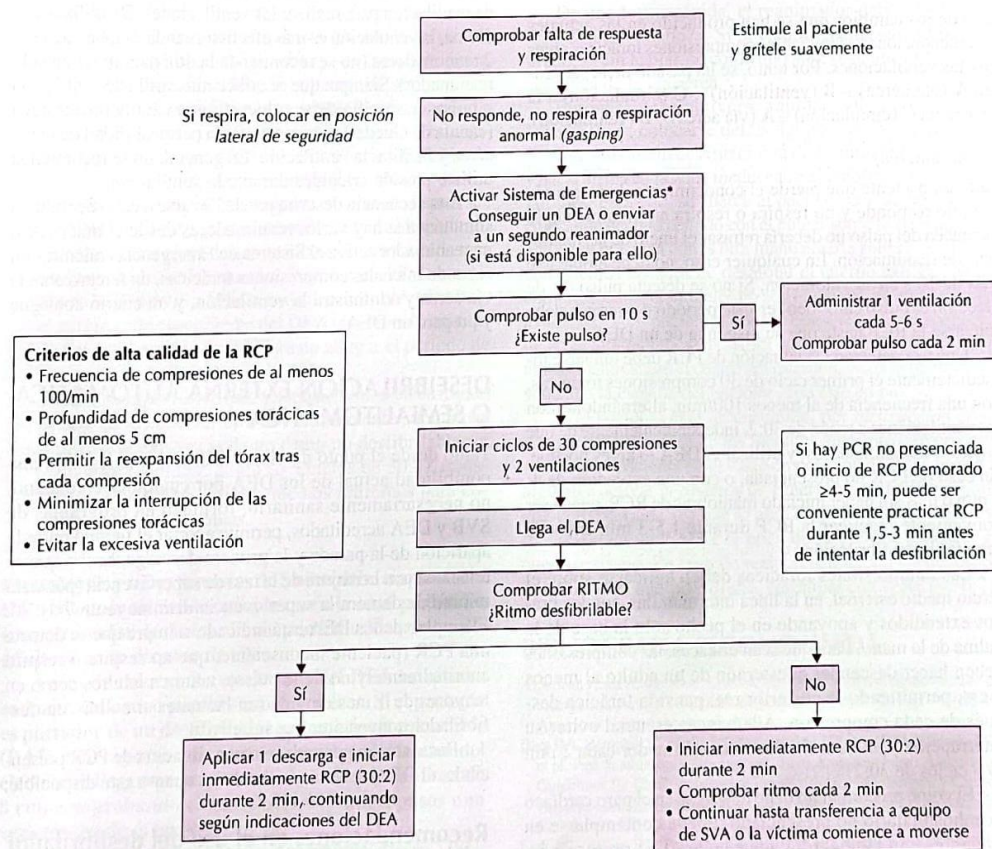 Comprobar falta de respuesta
y respiración
Estimule al paciente
y grítele suavemente
Si respira, colocar en posición
lateral de seguridad
No responde, no respira o respiración
anormal (gasping)
Activar Sistema de Emergencias*
Conseguir un DEA o enviar
a un segundo reanimador
(si está disponible para ello)
Comprobar pulso en 10 s
¿Existe pulso?
Sí
Administrar 1 ventilación
cada 5-6 s
Comprobar pulso cada 2 min
Criterios de alta calidad de la RCP
• Frecuencia de compresiones de al menos
100/min
• Profundidad de compresiones torácicas
de al menos 5 cm
• Permitir la reexpansión del tórax tras
cada compresión
• Minimizar la interrupción de las
compresiones torácicas
• Evitar la excesiva ventilación
No
Iniciar ciclos de 30 compresiones
y 2 ventilaciones
Si hay PCR no presenciada
o inicio de RCP demorado
≥4-5 min, puede ser
conveniente practicar RCP
durante 1,5-3 min antes
de intentar la desfibrilación
Llega el DEA
Comprobar RITMO
¿Ritmo desfibrilable?
Sí
No
Aplicar 1 descarga e iniciar
inmediatamente RCP (30:2)
durante 2 min, continuando
según indicaciones del DEA
• Iniciar inmediatamente RCP (30:2)
durante 2 min
• Comprobar ritmo cada 2 min
• Continuar hasta transferencia a equipo
de SVA o la víctima comience a moverse